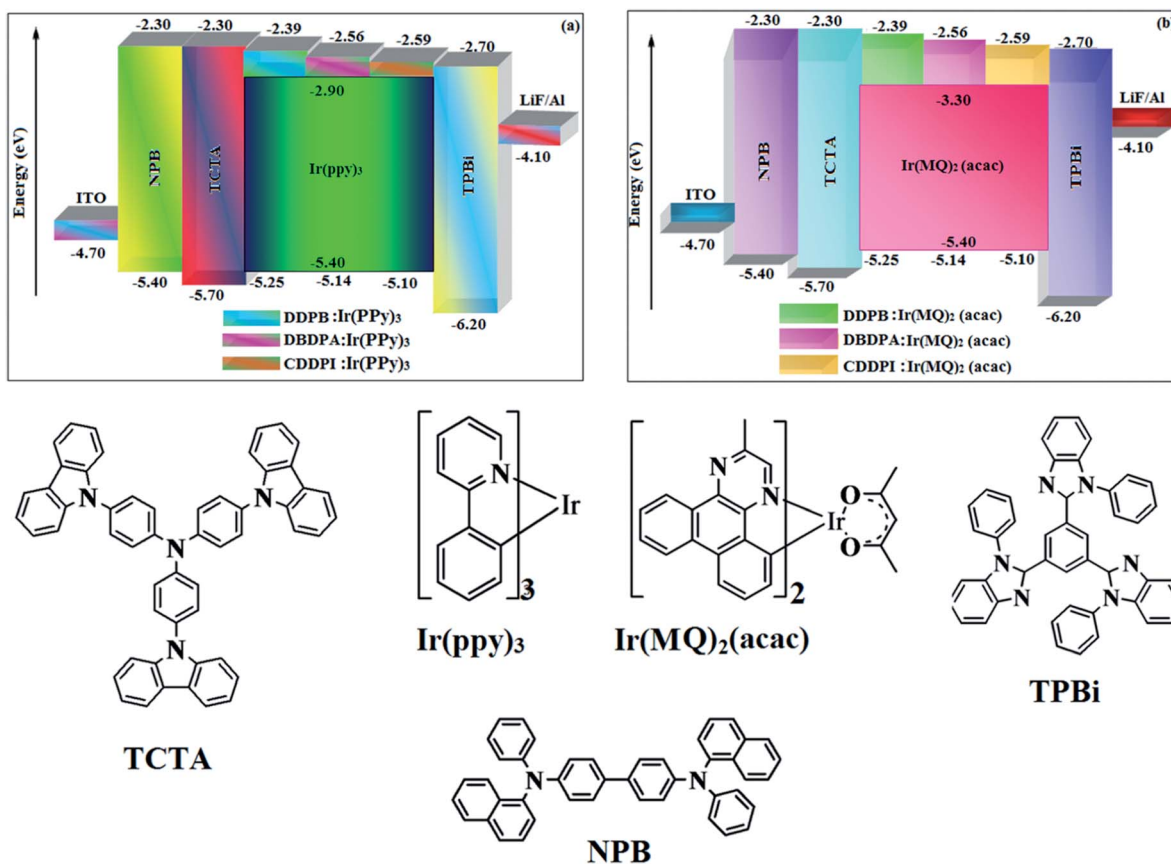 (a)
-2.30
-2.30
-2.39
-2.56
-2.59
-2.70
-2.90
LiF/Al
-4.10
Energy (eV)
NPB
TCTA
Ir(ppy)₃
TPBi
ITO
-4.70
-5.40
-5.40
-5.70
-5.25
-5.14
-5.10
-6.20
DDPB:Ir(PPy)₃
DBDPA:Ir(PPy)₃
CDDPI:Ir(PPy)₃
(b
-2.30
-2.30
-2.39
-2.56
-2.59
-2.70
-3.30
LiF/Al
-4.10
Energy (eV)
NPB
TCTA
Ir(MQ)₂ (acac)
TPBi
ITO
-4.70
-5.40
-5.40
-5.70
-5.25
-5.14
-5.10
-6.20
DDPB:Ir(MQ)₂ (acac)
DBDPA:Ir(MQ)₂ (acac)
CDDPI:Ir(MQ)₂ (acac)
N
N
N
N
TCTA
N
Ir
3
Ir(ppy)₃
N
N
Ir
O
O
2
Ir(MQ)₂(acac)
N
N
N
N
N
N
TPBi
N
N
NPB